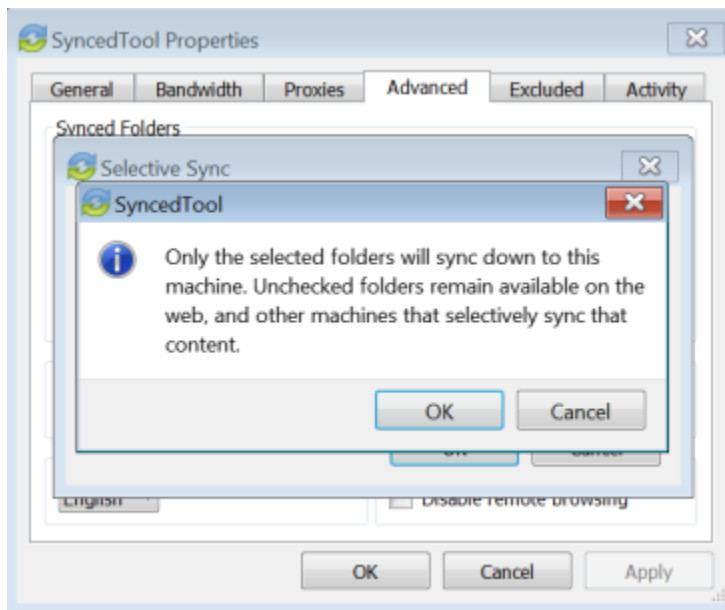 SyncedTool Properties
General Bandwidth Proxies Advanced Excluded Activity
Synced Folders
Selective Sync
SyncedTool
Only the selected folders will sync down to this
machine. Unchecked folders remain available on the
web, and other machines that selectively sync that
content.
OK Cancel
OK Cancel
English Disable remote browsing
OK Cancel Apply